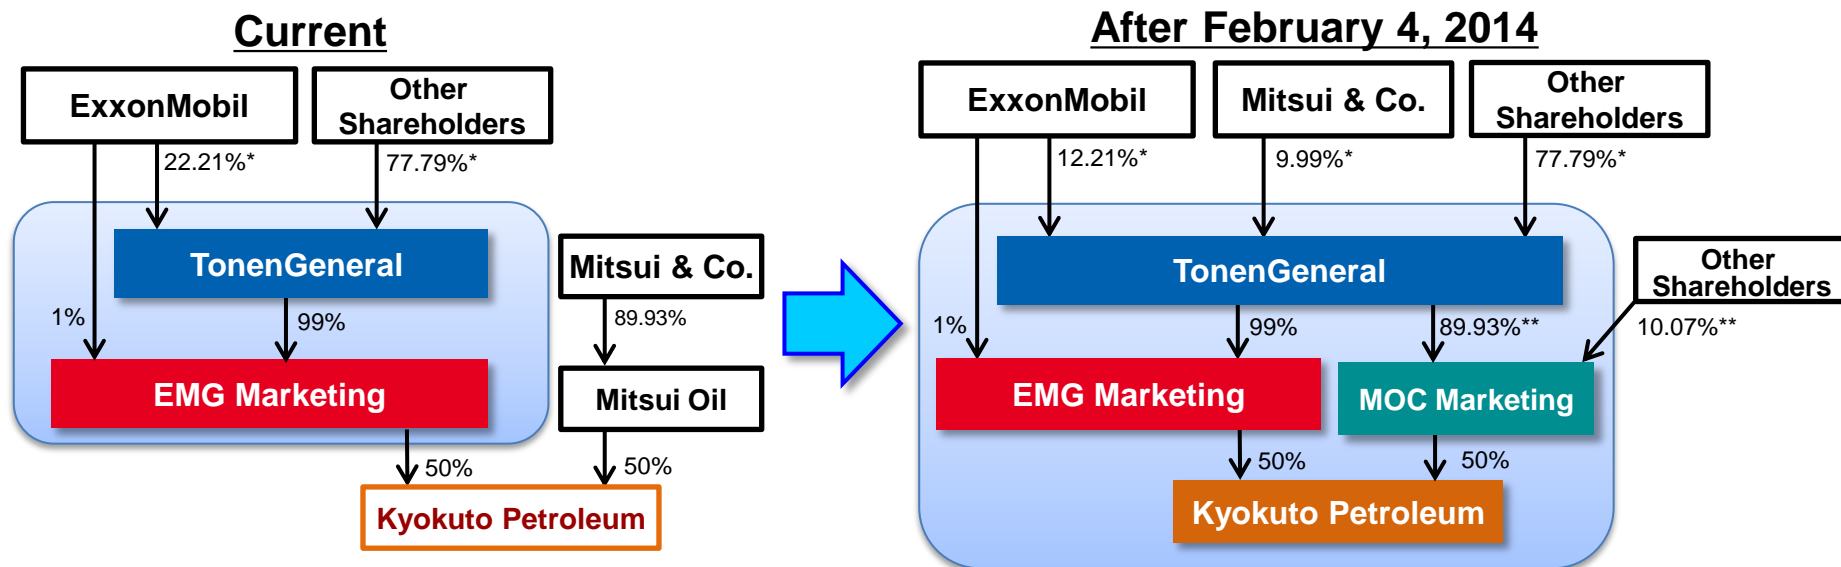 Current
ExxonMobil
Other
Shareholders
22.21%*
77.79%*
TonenGeneral
Mitsui & Co.
1%
99%
89.93%
EMG Marketing
Mitsui Oil
50%
50%
Kyokuto Petroleum
After February 4, 2014
ExxonMobil
Mitsui & Co.
Other
Shareholders
12.21%*
9.99%*
77.79%*
TonenGeneral
Other
Shareholders
1%
99%
89.93%**
10.07%**
EMG Marketing
MOC Marketing
50%
50%
Kyokuto Petroleum